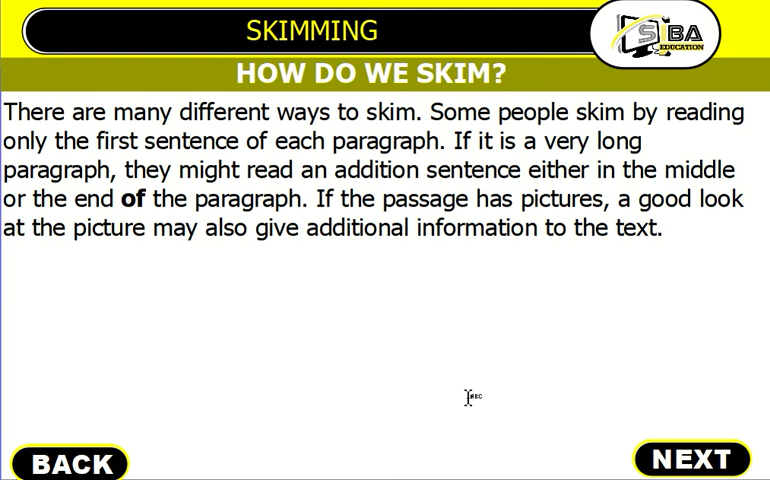 SKIMMING
SIBA
EDUCATION
HOW DO WE SKIM?
There are many different ways to skim. Some people skim by reading
only the first sentence of each paragraph. If it is a very long
paragraph, they might read an addition sentence either in the middle
or the end of the paragraph. If the passage has pictures, a good look
at the picture may also give additional information to the text.
ABC
BACK
NEXT